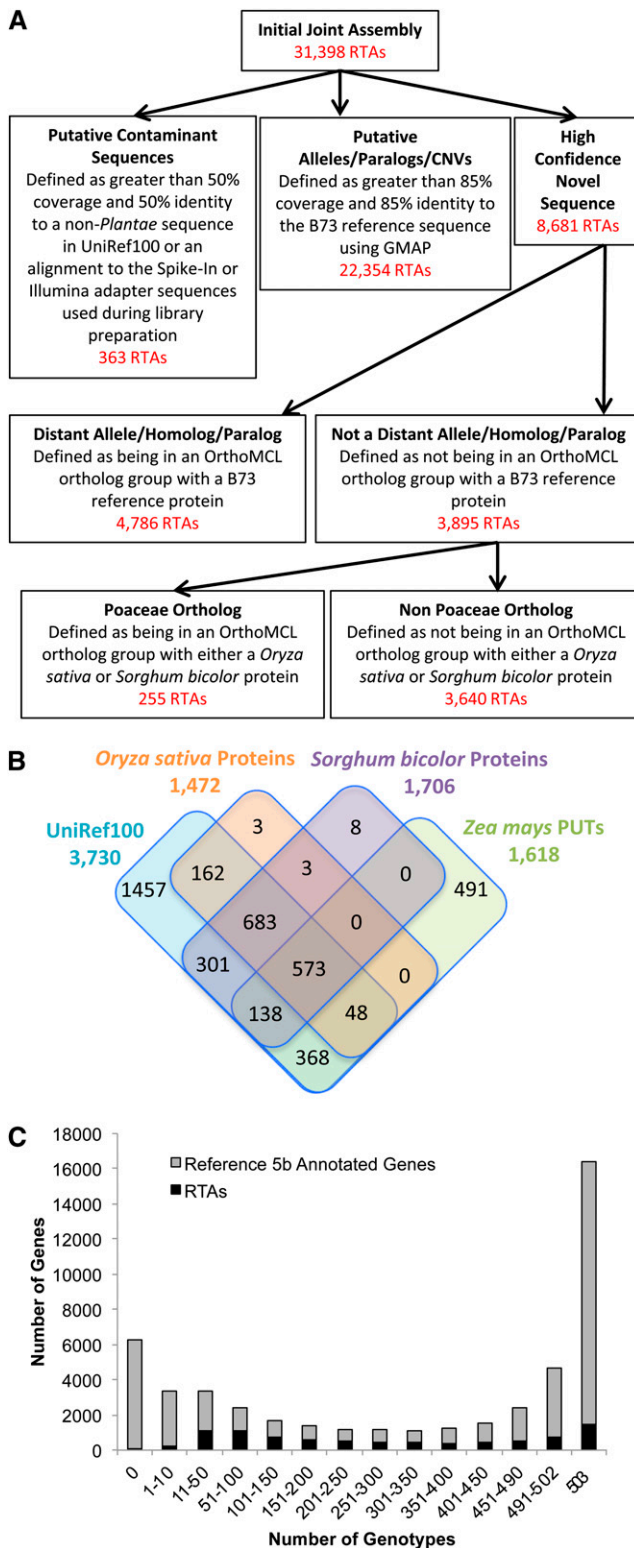 A
Initial Joint Assembly
31,398 RTAs
Putative Contaminant
Sequences
Defined as greater than 50%
coverage and 50% identity
to a non-Plantae sequence
in UniRef100 or an
alignment to the Spike-In or
Illumina adapter sequences
used during library
preparation
363 RTAs
Putative
Alleles/Paralogs/CNVs
Defined as greater than 85%
coverage and 85% identity to
the B73 reference sequence
using GMAP
22,354 RTAs
High
Confidence
Novel
Sequence
8,681 RTAs
Distant Allele/Homolog/Paralog
Defined as being in an OrthoMCL
ortholog group with a B73
reference protein
4,786 RTAs
Not a Distant Allele/Homolog/Paralog
Defined as not being in an OrthoMCL
ortholog group with a B73 reference
protein
3,895 RTAs
Poaceae Ortholog
Defined as being in an OrthoMCL
ortholog group with either a Oryza
sativa or Sorghum bicolor protein
255 RTAs
Non Poaceae Ortholog
Defined as not being in an OrthoMCL
ortholog group with either a Oryza
sativa or Sorghum bicolor protein
3,640 RTAs
B
Oryza sativa Proteins
1,472
Sorghum bicolor Proteins
1,706
UniRef100
3,730
Zea mays PUTs
1,618
3
8
1457
162
3
0
491
683
0
301
573
0
138
48
368
C
18000
16000
14000
12000
10000
8000
6000
4000
2000
0
Number of Genes
Reference 5b Annotated Genes
RTAs
0
1-10
11-50
51-100
101-150
151-200
201-250
251-300
301-350
351-400
401-450
451-490
491-502
503
Number of Genotypes